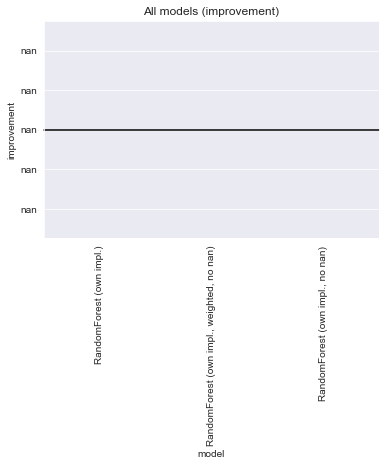 All models (improvement)
nan
nan
nan
nan
nan
improvement
RandomForest (own impl.)
RandomForest (own impl., weighted, no nan)
RandomForest (own impl., no nan)
model